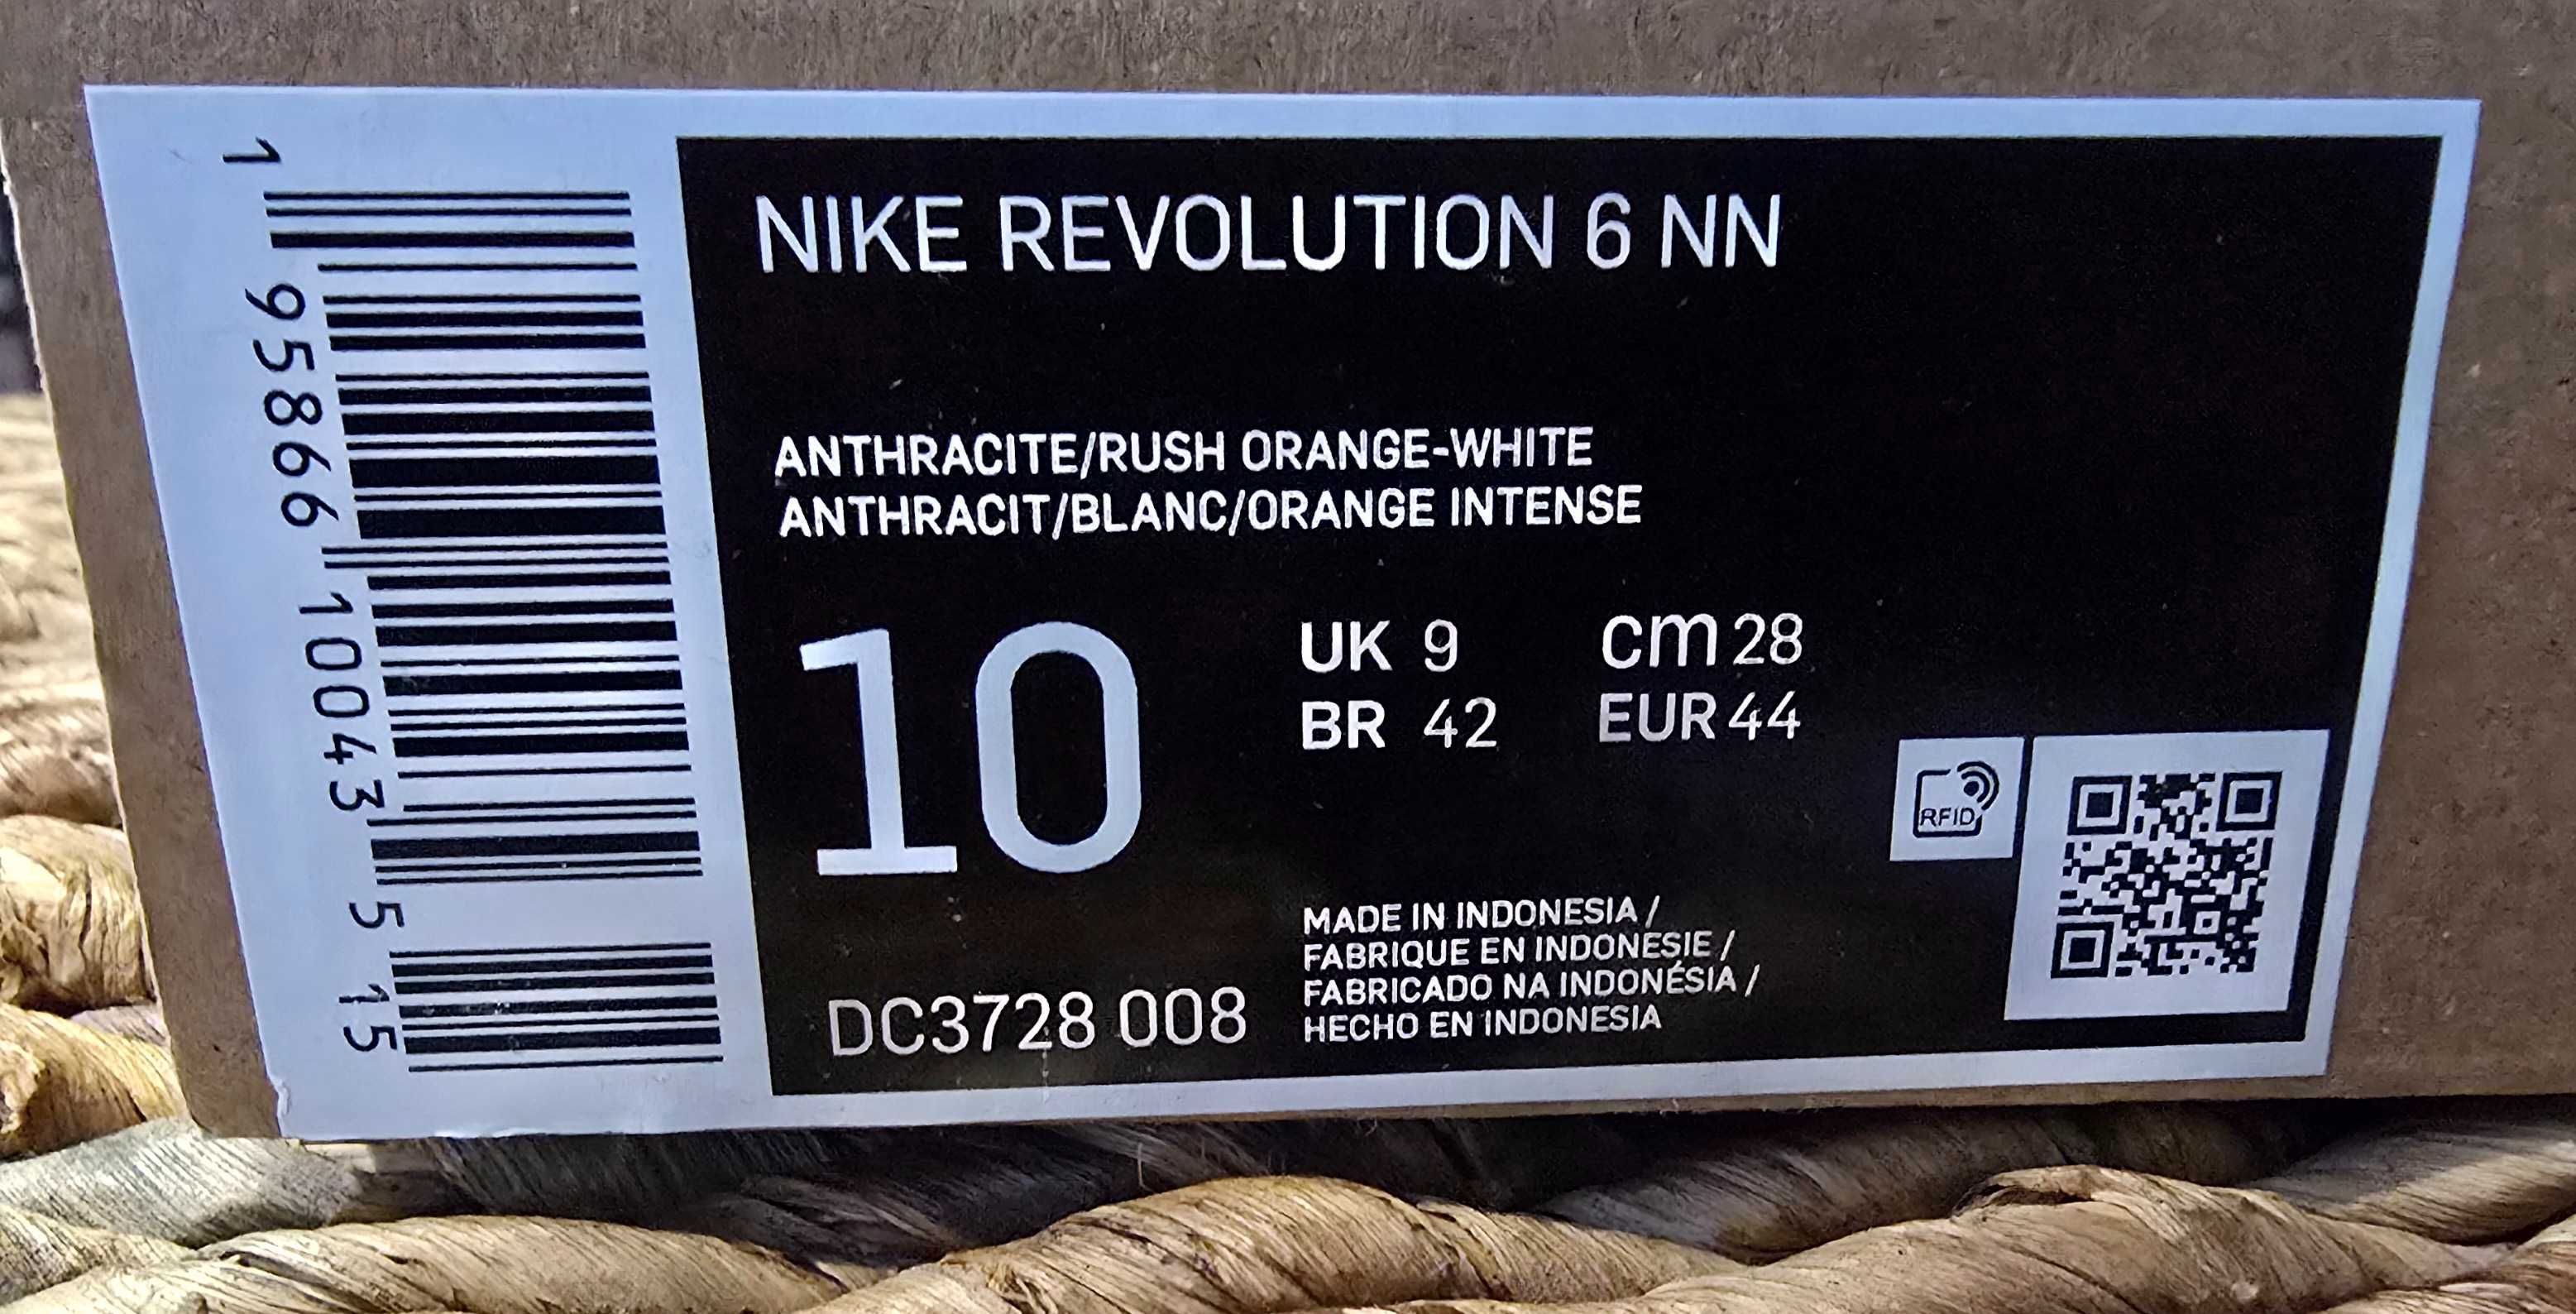 1 95866 10043 5 15
NIKE REVOLUTION 6 NN
ANTHRACITE/RUSH ORANGE-WHITE
ANTHRACIT/BLANC/ORANGE INTENSE
10
UK 9 cm 28
BR 42 EUR 44
RFID
MADE IN INDONESIA /
FABRIQUE EN INDONESIE /
FABRICADO NA INDONÉSIA /
HECHO EN INDONESIA
DC3728 008